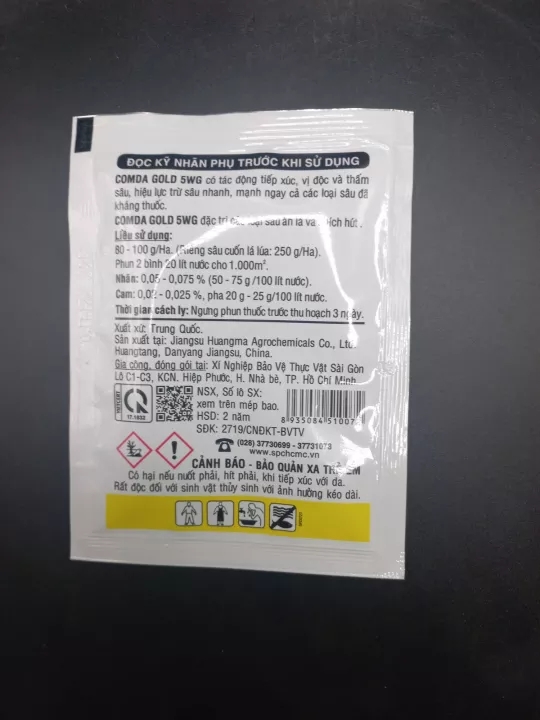 ĐỌC KỸ NHÃN PHỤ TRƯỚC KHI SỬ DỤNG
COMDA GOLD 5WG có tác động tiếp xúc, vị độc và thấm
sâu, hiệu lực trừ sâu nhanh, mạnh ngay cả các loại sâu đã
kháng thuốc.
COMDA GOLD 5WG đặc trị các loại sâu ăn lá và hút.
Liều sử dụng:
80 - 100 g/Ha. (Riêng sâu cuốn lá lúa: 250 g/Ha).
Phun 2 bình 20 lít nước cho 1.000m².
Nhãn: 0,05 - 0,075 % (50 - 75 g/100 lít nước).
Cam: 0,02 - 0,025 %, pha 20 g - 25 g/100 lít nước.
Thời gian cách ly: Ngưng phun thuốc trước thu hoạch 3 ngày.
Xuất xứ: Trung Quốc.
Sản xuất tại: Jiangsu Huangma Agrochemicals Co., Ltd.
Huangtang, Danyang Jiangsu, China.
Gia công, đóng gói tại: Xí Nghiệp Bảo Vệ Thực Vật Sài Gòn
Lô C1-C3, KCN. Hiệp Phước, H. Nhà bè, TP. Hồ Chí Minh
NSX, Số lô SX:
xem trên mép bao.
HSD: 2 năm
SĐK: 2719/CNĐKT-BVTV
17.1032
8 935084 51007
(028) 37730699 - 37731073
www.spchcmc.vn
CẢNH BÁO - BẢO QUẢN XA TRẺ EM
Có hại nếu nuốt phải, hít phải, khi tiếp xúc với da.
Rất độc đối với sinh vật thủy sinh với ảnh hưởng kéo dài.